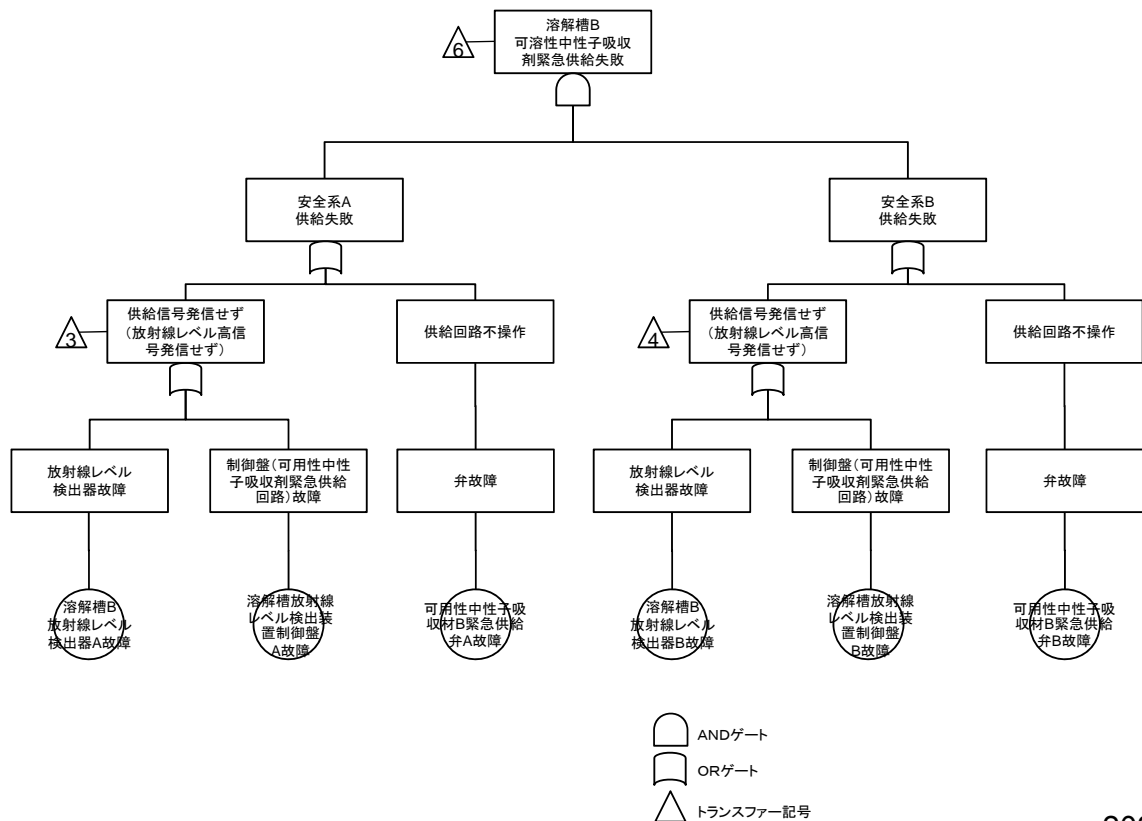 溶解槽B
可溶性中性子吸収
剤緊急供給失敗
6
安全系A
供給失敗
安全系B
供給失敗
3
供給信号発信せず
（放射線レベル高信
号発信せず）
供給回路不操作
4
供給信号発信せず
（放射線レベル高信
号発信せず）
供給回路不操作
放射線レベル
検出器故障
制御盤（可用性中性
子吸収剤緊急供給
回路）故障
弁故障
放射線レベル
検出器故障
制御盤（可用性中性
子吸収剤緊急供給
回路）故障
弁故障
溶解槽B
放射線レベル
検出器A故障
溶解槽放射線
レベル検出装
置制御盤
A故障
可用性中性子吸
収材B緊急供給
弁A故障
溶解槽B
放射線レベル
検出器B故障
溶解槽放射線
レベル検出装
置制御盤
B故障
可用性中性子吸
収材B緊急供給
弁B故障
ANDゲート
ORゲート
トランスファー記号